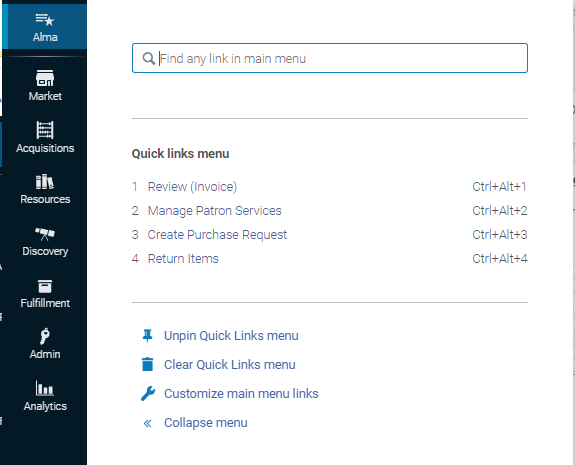 Alma
Market
Acquisitions
Resources
Discovery
Fulfillment
Admin
Analytics
Find any link in main menu
Quick links menu
1 Review (Invoice) Ctrl+Alt+1
2 Manage Patron Services Ctrl+Alt+2
3 Create Purchase Request Ctrl+Alt+3
4 Return Items Ctrl+Alt+4
Unpin Quick Links menu
Clear Quick Links menu
Customize main menu links
Collapse menu